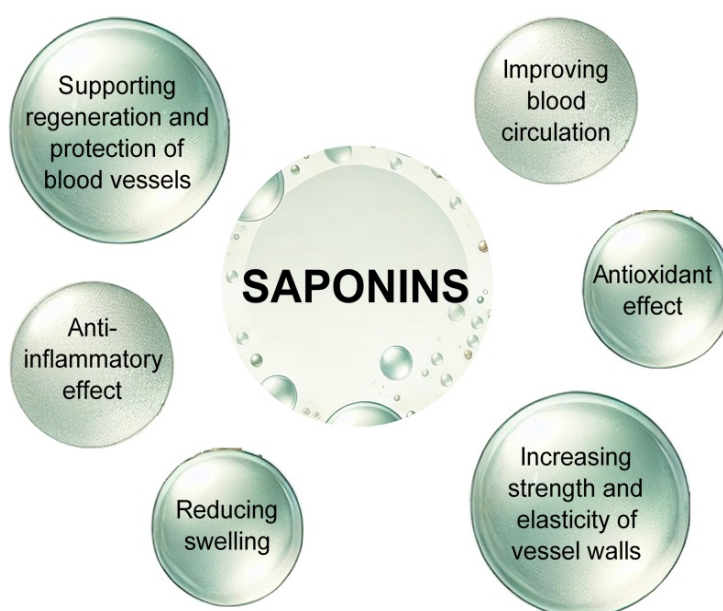 Supporting
regeneration and
protection of
blood vessels
Improving
blood
circulation
SAPONINS
Antioxidant
effect
Anti-
inflammatory
effect
Increasing
strength and
elasticity of
vessel walls
Reducing
swelling